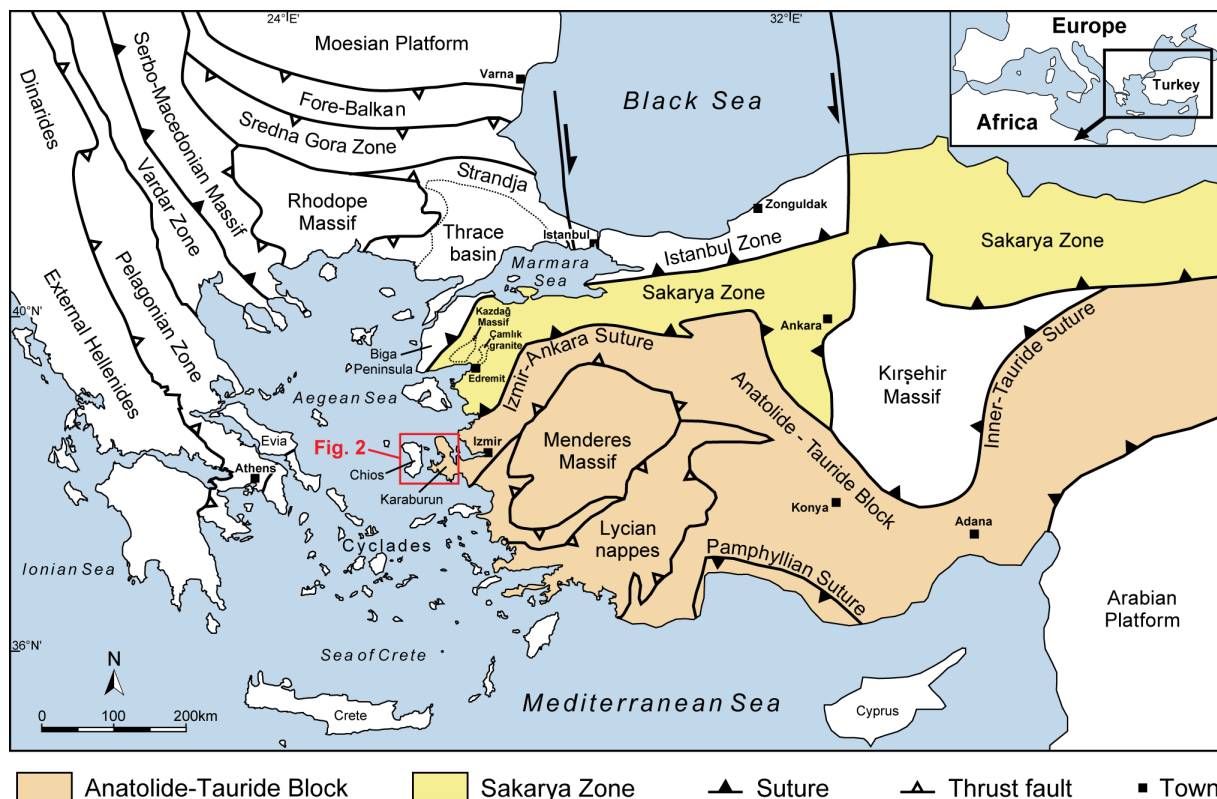 24°E'
32°E'
Moesian Platform
Varna
Fore-Balkan
Sredna Gora Zone
Strandja
Rhopope
Massif
Thrace
basin
Istanbul
Marmara
Sea
Black Sea
Zonguldak
Istanbul Zone
Sakarya Zone
Sakarya Zone
Europe
Turkey
Africa
Dinarides
Serbo-Macedonian Massif
Vardar Zone
Pelagonian Zone
External Hellenides
40°N'
Kazdağ
Massif
Çamlık
granite
Biga
Peninsula
Edremit
Izmir-Ankara Suture
Ankara
Kırşehir
Massif
Inner-Tauride Suture
Anatolide - Tauride Block
Aegean Sea
Evia
Athens
Fig. 2
Chios
Karaburun
Izmir
Menderes
Massif
Lycian
nappes
Konya
Adana
Pamphyllian Suture
Cyclades
Ionian Sea
Arabian
Platform
36°N'
Sea of Crete
Mediterranean Sea
N
0 100 200km
Crete
Cyprus
Anatolide-Tauride Block
Sakarya Zone
Suture
Thrust fault
Town